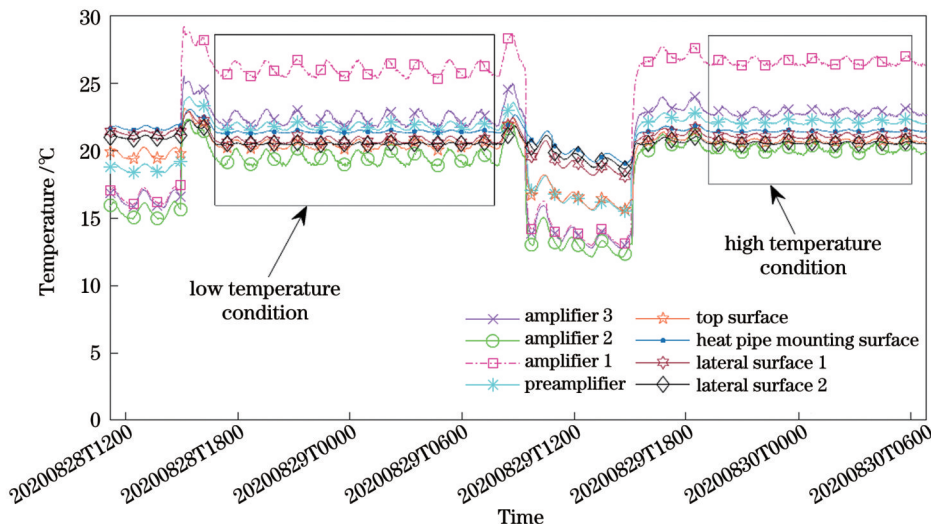 30
25
20
15
10
5
0
Temperature /℃
low temperature
condition
high temperature
condition
amplifier 3
amplifier 2
amplifier 1
preamplifier
top surface
heat pipe mounting surface
lateral surface 1
lateral surface 2
20200828T1200
20200828T1800
20200829T0000
20200829T0600
20200829T1200
20200829T1800
20200830T0000
20200830T0600
Time